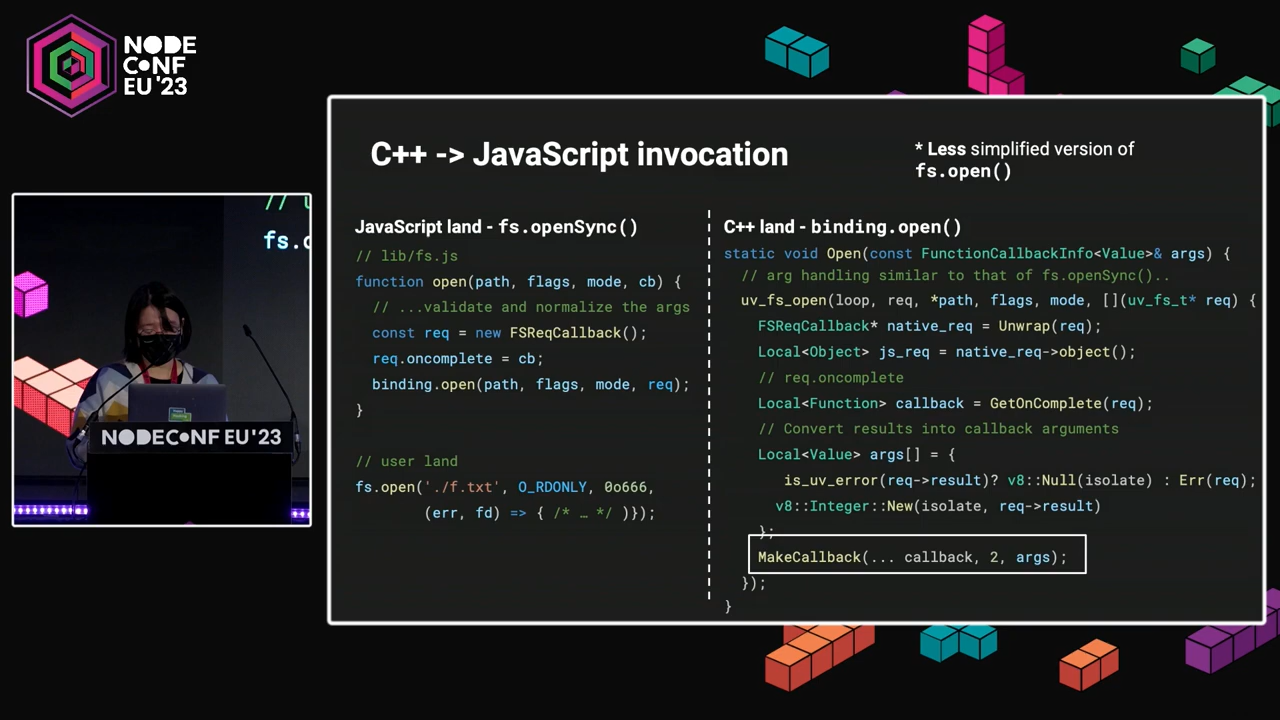 NODE
CONF
EU '23
// u
fs.o
NODECONF EU'23
C++ -> JavaScript invocation
* Less simplified version of
fs.open()
JavaScript land - fs.openSync()
// lib/fs.js
function open(path, flags, mode, cb) {
  // ...validate and normalize the args
  const req = new FSReqCallback();
  req.oncomplete = cb;
  binding.open(path, flags, mode, req);
}
// user land
fs.open('./f.txt', O_RDONLY, 0o666,
        (err, fd) => { /* … */ )});
C++ land - binding.open()
static void Open(const FunctionCallbackInfo<Value>& args) {
  // arg handling similar to that of fs.openSync()..
  uv_fs_open(loop, req, *path, flags, mode, [](uv_fs_t* req) {
    FSReqCallback* native_req = Unwrap(req);
    Local<Object> js_req = native_req->object();
    // req.oncomplete
    Local<Function> callback = GetOnComplete(req);
    // Convert results into callback arguments
    Local<Value> args[] = {
       is_uv_error(req->result)? v8::Null(isolate) : Err(req);
      v8::Integer::New(isolate, req->result)
    };
    MakeCallback(... callback, 2, args);
  });
}